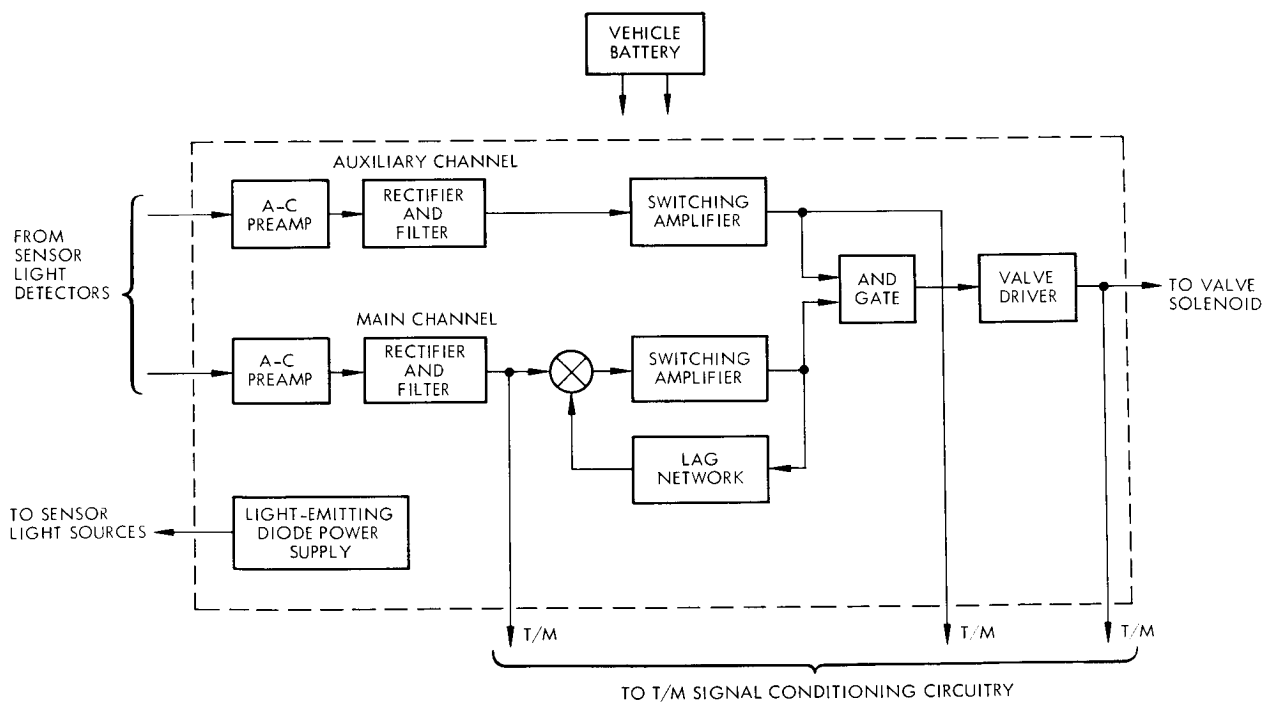 VEHICLE
BATTERY
AUXILIARY CHANNEL
A-C
PREAMP
RECTIFIER
AND
FILTER
SWITCHING
AMPLIFIER
FROM
SENSOR
LIGHT
DETECTORS
AND
GATE
VALVE
DRIVER
TO VALVE
SOLENOID
MAIN CHANNEL
A-C
PREAMP
RECTIFIER
AND
FILTER
SWITCHING
AMPLIFIER
LAG
NETWORK
TO SENSOR
LIGHT SOURCES
LIGHT-EMITTING
DIODE POWER
SUPPLY
T/M
T/M
T/M
TO T/M SIGNAL CONDITIONING CIRCUITRY